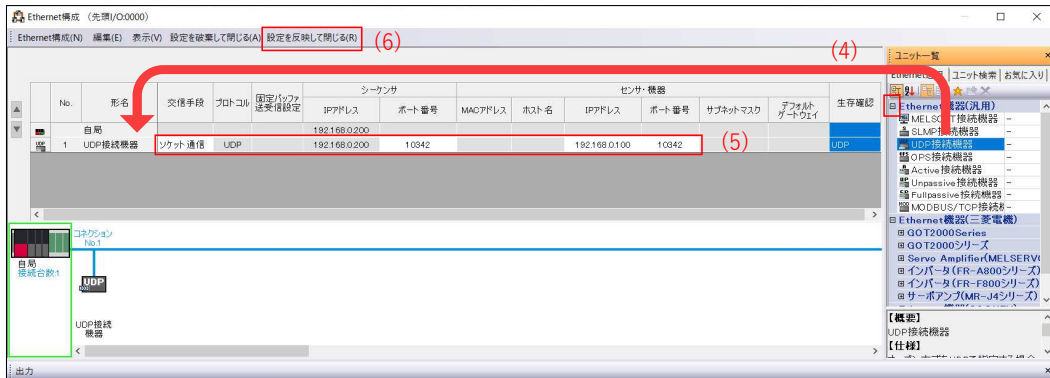 Ethernet構成 (先頭I/O:0000)
Ethernet構成(N) 編集(E) 表示(V) 設定を破棄して閉じる(A) 設定を反映して閉じる(R)
(6)
(4)
ユニット一覧
ユニット検索 お気に入り
シーケンサ センサ・機器
No. 形名 交信手段 プロトコル 固定バッファ 送受信設定 IPアドレス ポート番号 MACアドレス ホスト名 IPアドレス ポート番号 サブネットマスク デフォルトゲートウェイ 生存確認
自局 192.168.0.200
1 UDP接続機器 ソケット通信 UDP 192.168.0.200 10342 192.168.0.100 10342 UDP
(5)
Ethernet機器(汎用)
MELSOFT接続機器 -
SLMP接続機器 -
UDP接続機器 -
OPS接続機器 -
Active接続機器 -
Unpassive接続機器 -
Fullpassive接続機器 -
MODBUS/TCP接続 -
Ethernet機器(三菱電機)
GOT2000Series
GOT2000シリーズ
Servo Amplifier(MELSERV
インバータ(FR-A800シリーズ)
インバータ(FR-F800シリーズ)
サーボアンプ(MR-J4シリーズ)
【概要】
UDP接続機器
【仕様】
コネクション
No.1
自局
接続台数:1
UDP
UDP接続
機器
出力